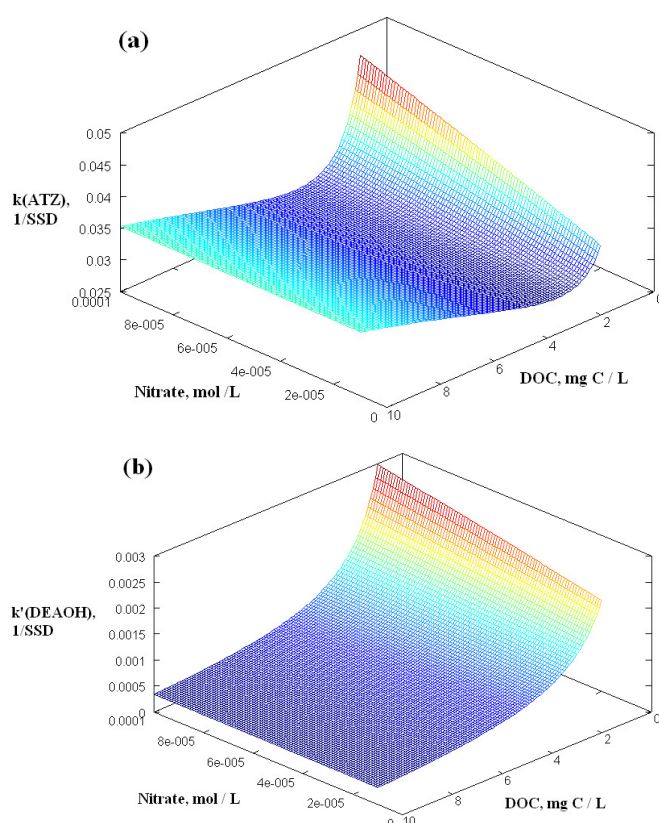 (a)
0.05
0.045
0.04
k(ATZ),
1/SSD
0.035
0.03
0.025
0.0001
8e-005
6e-005
4e-005
2e-005
0
Nitrate, mol /L
10
8
6
4
2
0
DOC, mg C / L
(b)
0.003
0.0025
0.002
k'(DEAOH),
1/SSD
0.0015
0.001
0.0005
0
0.0001
8e-005
6e-005
4e-005
2e-005
0
Nitrate, mol / L
10
8
6
4
2
0
DOC, mg C / L